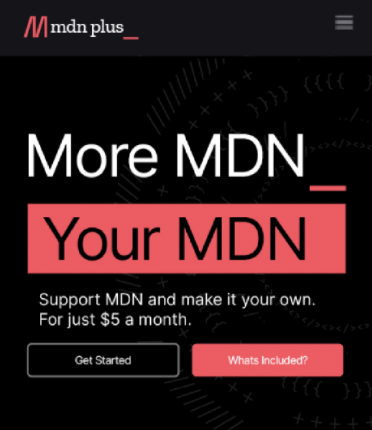 mdn plus_
More MDN_
Your MDN
Support MDN and make it your own.
For just $5 a month.
Get Started
Whats Included?